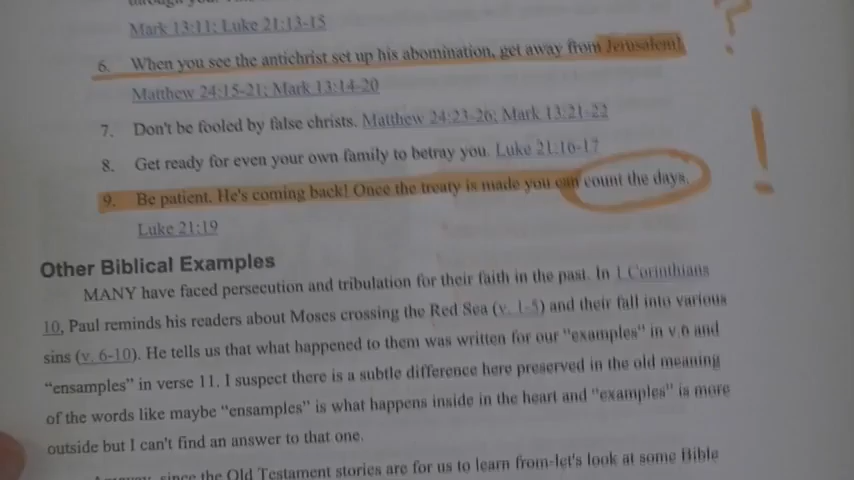 Mark 13:11; Luke 21:13-15
6. When you see the antichrist set up his abomination, get away from Jerusalem!
Matthew 24:15-21; Mark 13:14-20
7. Don't be fooled by false christs. Matthew 24:23-26; Mark 13:21-22
8. Get ready for even your own family to betray you. Luke 21:16-17
9. Be patient. He's coming back! Once the treaty is made you can count the days.
Luke 21:19
Other Biblical Examples
MANY have faced persecution and tribulation for their faith in the past. In 1 Corinthians
10, Paul reminds his readers about Moses crossing the Red Sea (v. 1-5) and their fall into various
sins (v. 6-10). He tells us that what happened to them was written for our "examples" in v.6 and
"ensamples" in verse 11. I suspect there is a subtle difference here preserved in the old meaning
of the words like maybe "ensamples" is what happens inside in the heart and "examples" is more
outside but I can't find an answer to that one.
since the Old Testament stories are for us to learn from-let's look at some Bible